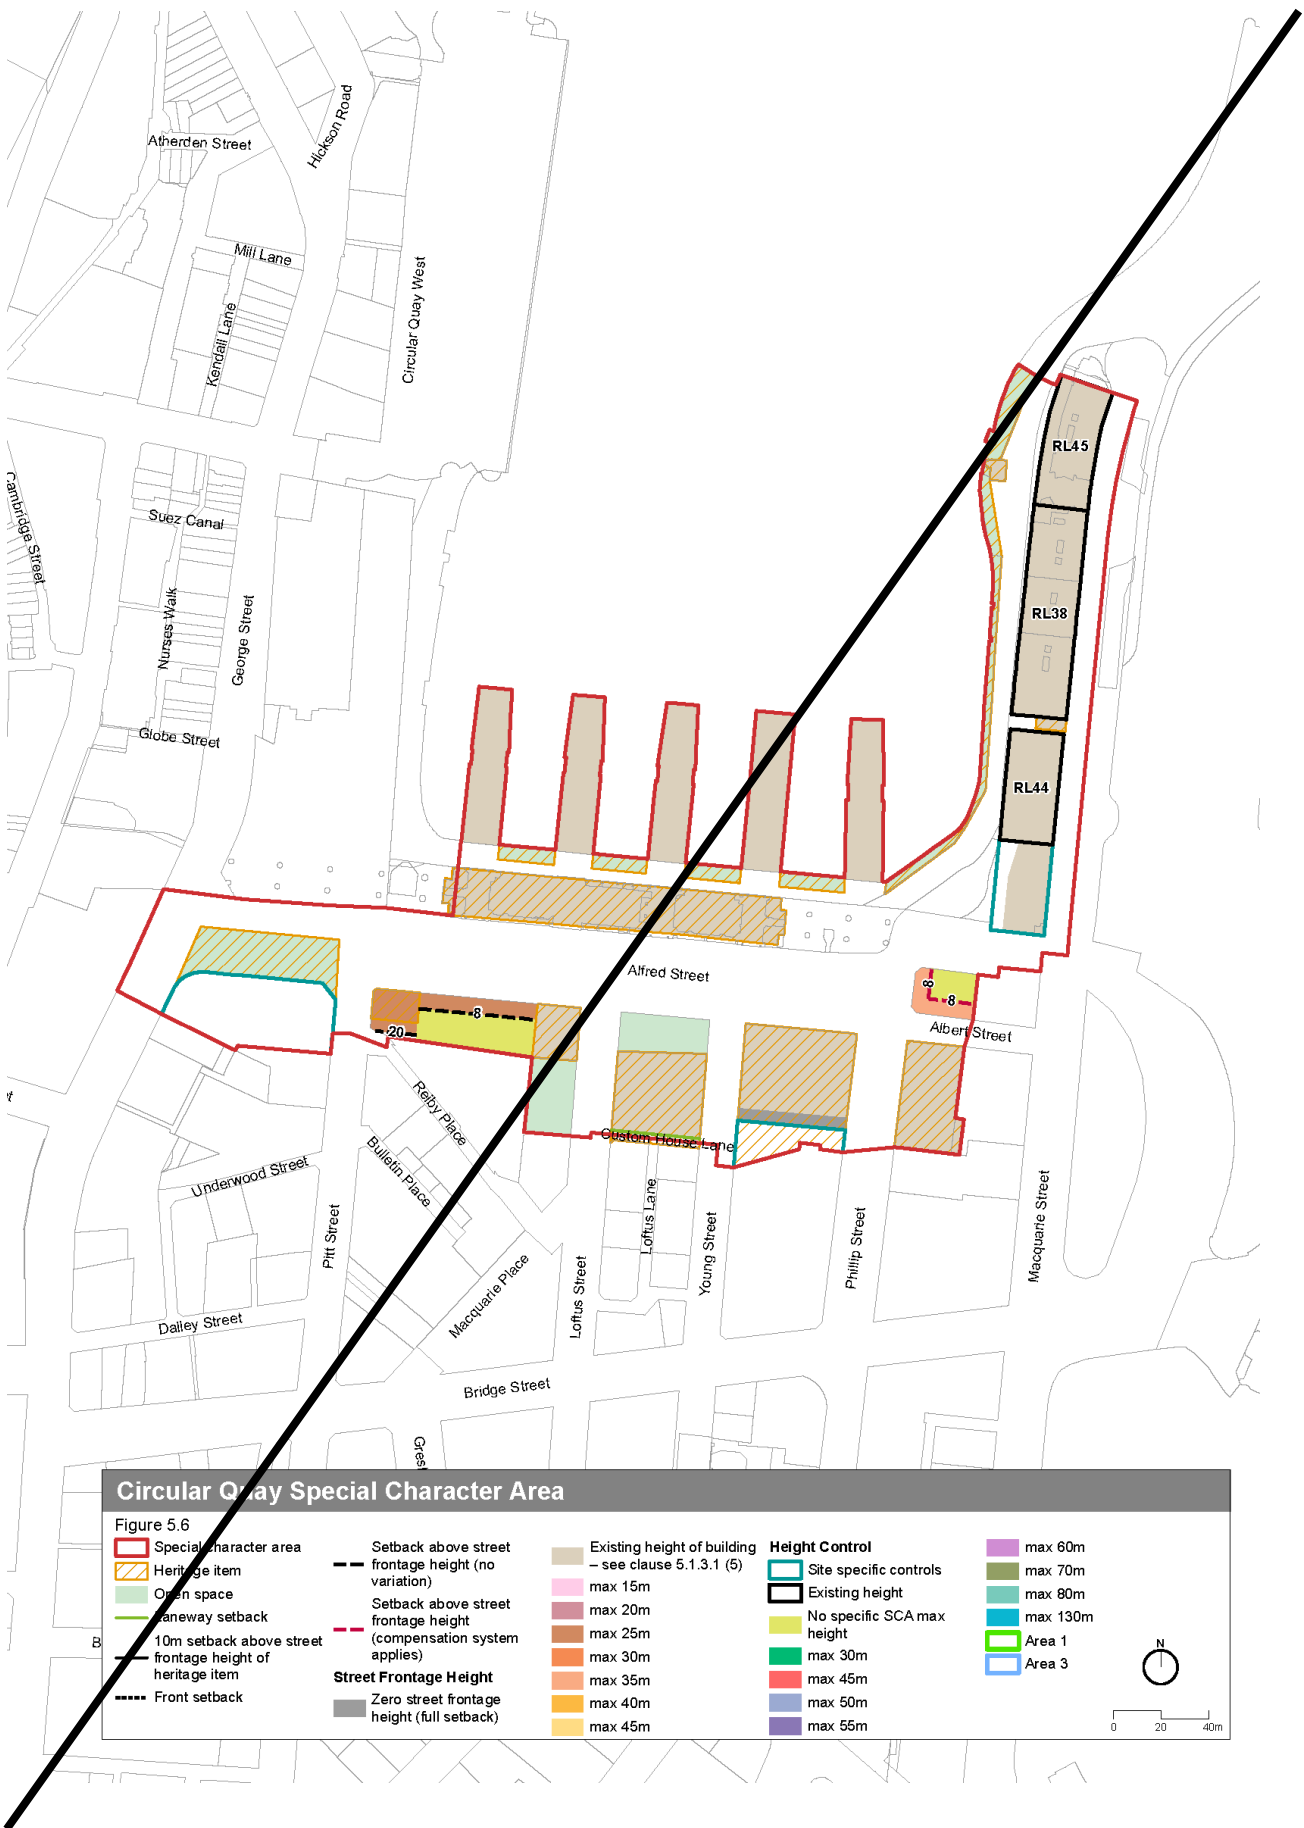 Atherden Street
Hickson Road
Mill Lane
Kendall Lane
Circular Quay West
Cambridge Street
Suez Canal
Nurses Walk
George Street
Globe Street
RL45
RL38
RL44
Alfred Street
8
8
8
20
Albert Street
Reiby Place
Custom House Lane
Bulletin Place
Underwood Street
Pitt Street
Loftus Lane
Young Street
Phillip Street
Macquarie Street
Loftus Street
Macquarie Place
Dalley Street
Bridge Street
Gresh
Circular Quay Special Character Area
Figure 5.6
Special character area
Heritage item
Open space
Laneway setback
10m setback above street
frontage height of
heritage item
Front setback
Setback above street
frontage height (no
variation)
Setback above street
frontage height
(compensation system
applies)
Street Frontage Height
Zero street frontage
height (full setback)
Existing height of building
– see clause 5.1.3.1 (5)
max 15m
max 20m
max 25m
max 30m
max 35m
max 40m
max 45m
Height Control
Site specific controls
Existing height
No specific SCA max
height
max 30m
max 45m
max 50m
max 55m
max 60m
max 70m
max 80m
max 130m
Area 1
Area 3
N
0 20 40m
B